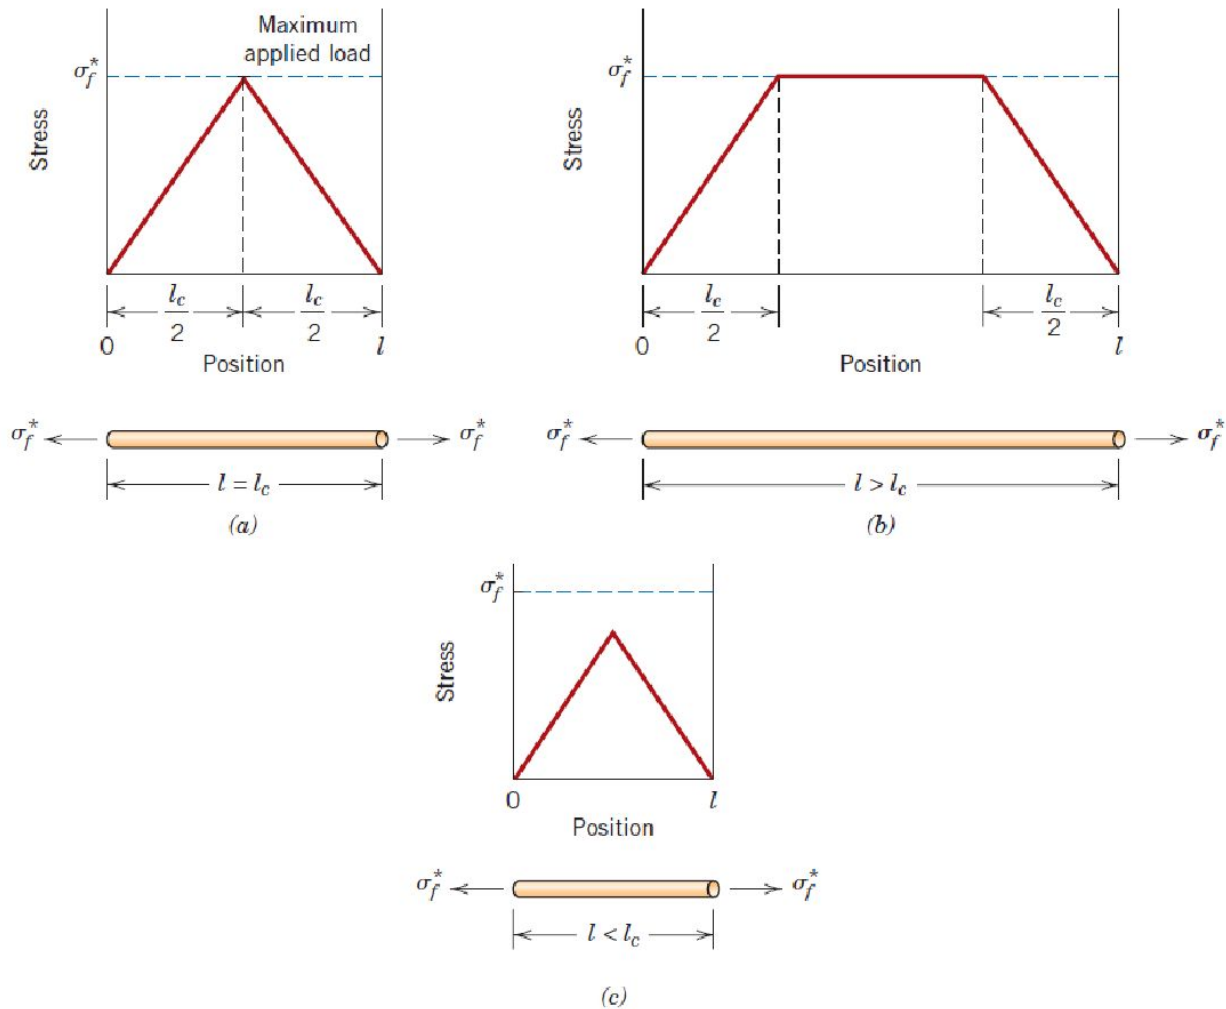 Maximum
applied load
σ*f
Stress
lc/2
lc/2
0
l
Position
σ*f
σ*f
l = lc
(a)
σ*f
Stress
lc/2
lc/2
0
l
Position
σ*f
σ*f
l > lc
(b)
σ*f
Stress
0
l
Position
σ*f
σ*f
l < lc
(c)